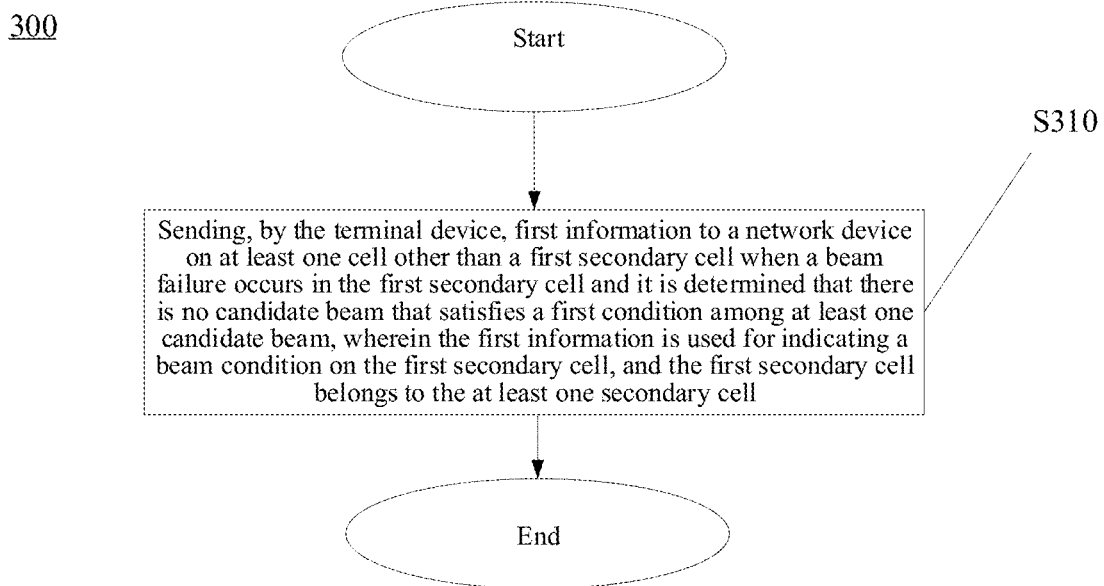 300
Start
S310
Sending, by the terminal device, first information to a network device
on at least one cell other than a first secondary cell when a beam
failure occurs in the first secondary cell and it is determined that there
is no candidate beam that satisfies a first condition among at least one
candidate beam, wherein the first information is used for indicating a
beam condition on the first secondary cell, and the first secondary cell
belongs to the at least one secondary cell
End